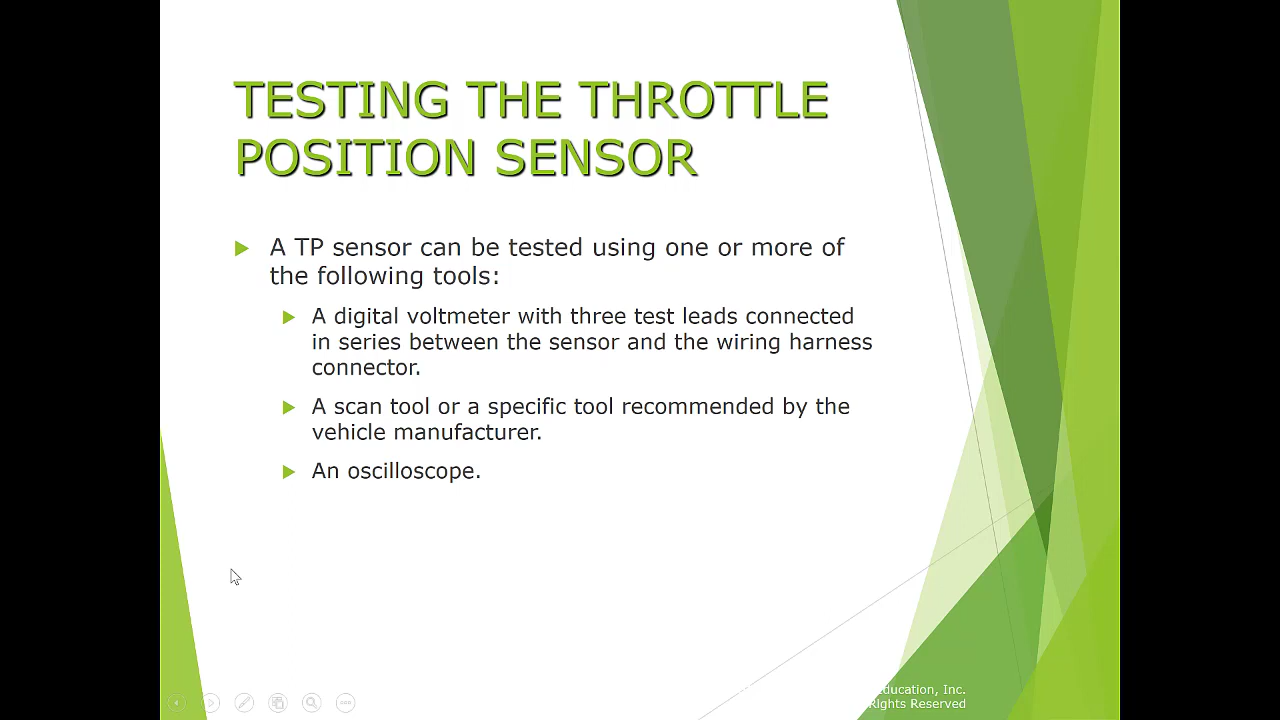 TESTING THE THROTTLE
POSITION SENSOR
A TP sensor can be tested using one or more of
the following tools:
A digital voltmeter with three test leads connected
in series between the sensor and the wiring harness
connector.
A scan tool or a specific tool recommended by the
vehicle manufacturer.
An oscilloscope.
Inc.
Rights Reserved